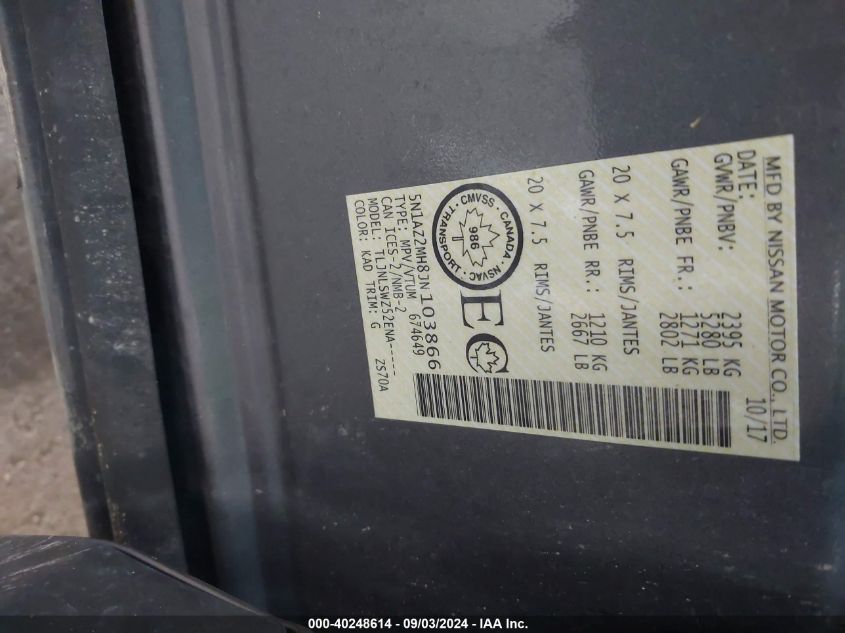 MFD BY NISSAN MOTOR CO., LTD.
DATE: 10/17
GVWR/PNBV: 2395 KG
5280 LB
GAWR/PNBE FR.: 1271 KG
2802 LB
20 X 7.5 RIMS/JANTES
GAWR/PNBE RR.: 1210 KG
2667 LB
20 X 7.5 RIMS/JANTES
CANADA · NSVAC · TRANSPORT · CMVSS ·
986
EC
5N1AZ2MH8JN103866
TYPE: MPV/VTUM 674649
CAN ICES-2/NMB-2
MODEL: TLJNLSWZ52ENA-----
COLOR: KAD TRIM: G ZS70A
000-40248614 - 09/03/2024 - IAA Inc.